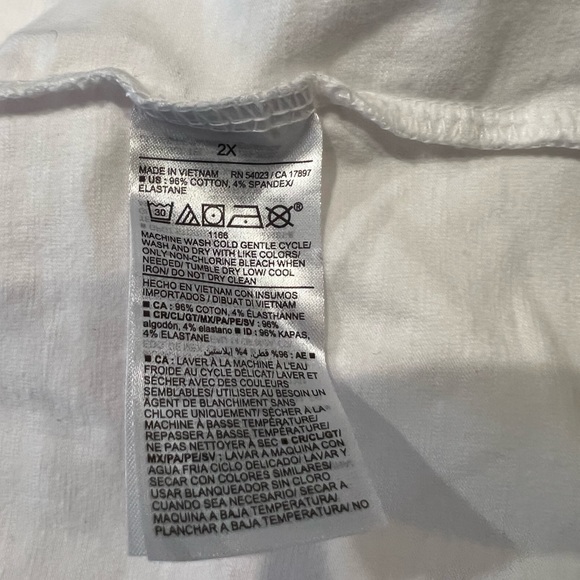 2X
MADE IN VIETNAM RN 54023 / CA 17897
■ US : 96% COTTON, 4% SPANDEX/
ELASTANE
30 ®
1166
MACHINE WASH COLD GENTLE CYCLE/
WASH AND DRY WITH LIKE COLORS/
ONLY NON-CHLORINE BLEACH WHEN
NEEDED/ TUMBLE DRY LOW/ COOL
IRON/ DO NOT DRY CLEAN
HECHO EN VIETNAM CON INSUMOS
IMPORTADOS / DIBUAT DI VIETNAM
■ CA : 96% COTON, 4% ÉLASTHANNE
■ CR/CL/GT/MX/PA/PE/SV : 96%
algodón, 4% elastano ■ ID : 96% KAPAS,
4% ELASTANE
■ AE : 96% قطن, 4% إيلاستين
■ CA : LAVER À LA MACHINE À L'EAU
FROIDE AU CYCLE DÉLICAT/ LAVER ET
SÉCHER AVEC DES COULEURS
SEMBLABLES/ UTILISER AU BESOIN UN
AGENT DE BLANCHIMENT SANS
CHLORE UNIQUEMENT/ SÉCHER À LA
MACHINE À BASSE TEMPÉRATURE/
REPASSER À BASSE TEMPÉRATURE/
NE PAS NETTOYER À SEC ■ CR/CL/GT/
MX/PA/PE/SV : LAVAR A MAQUINA CON
AGUA FRIA CICLO DELICADO/ LAVAR Y
SECAR CON COLORES SIMILARES/
USAR BLANQUEADOR SIN CLORO
CUANDO SEA NECESARIO/ SECAR A
MAQUINA A BAJA TEMPERATURA/
PLANCHAR A BAJA TEMPERATURA/ NO